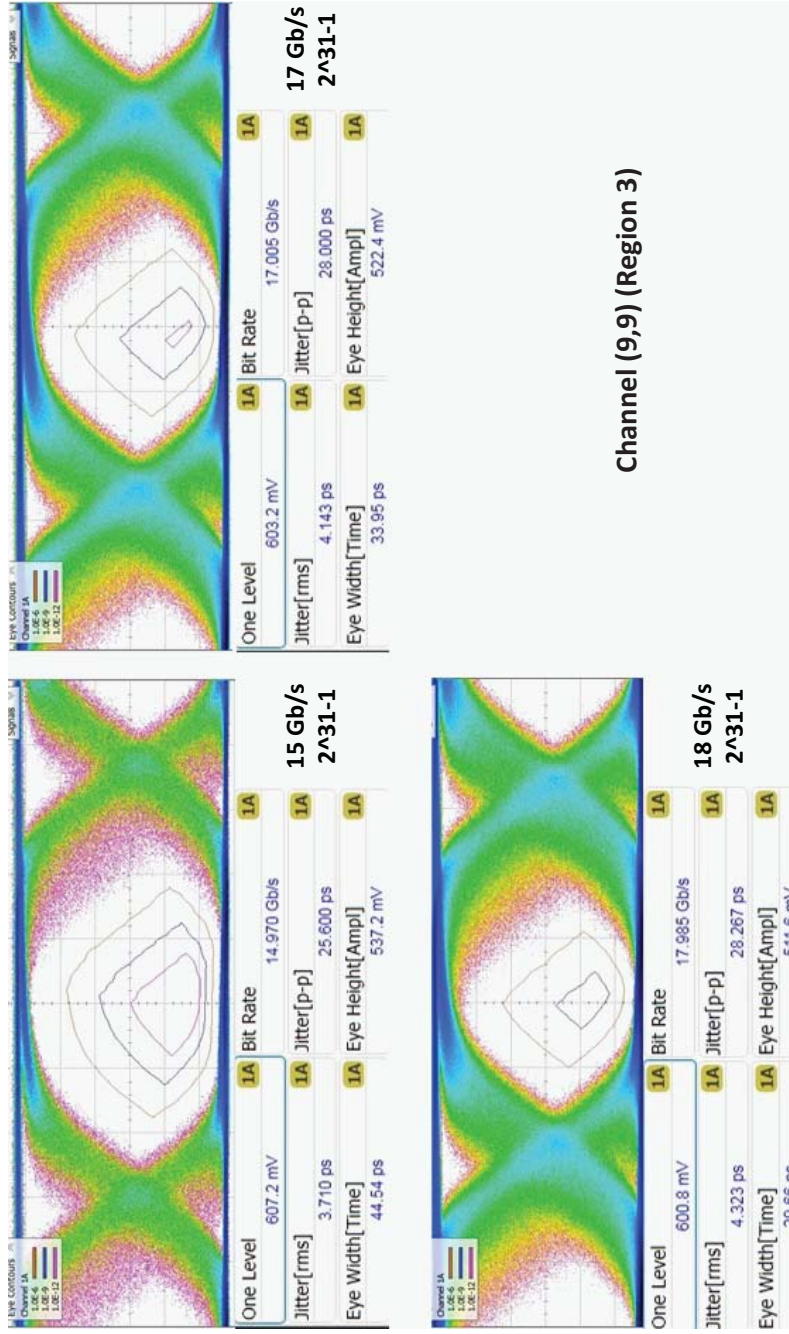 Eye Contours
Signals
Channel 1A
1.0E-6
1.0E-9
1.0E-12
One Level 1A
607.2 mV
Bit Rate 1A
14.970 Gb/s
Jitter[rms] 1A
3.710 ps
Jitter[p-p] 1A
25.600 ps
Eye Width[Time] 1A
44.54 ps
Eye Height[Ampl] 1A
537.2 mV
15 Gb/s
2^31-1
Eye Contours
Signals
Channel 1A
1.0E-6
1.0E-9
1.0E-12
One Level 1A
603.2 mV
Bit Rate 1A
17.005 Gb/s
Jitter[rms] 1A
4.143 ps
Jitter[p-p] 1A
28.000 ps
Eye Width[Time] 1A
33.95 ps
Eye Height[Ampl] 1A
522.4 mV
17 Gb/s
2^31-1
Channel 1A
1.0E-6
1.0E-9
1.0E-12
One Level 1A
600.8 mV
Bit Rate 1A
17.985 Gb/s
Jitter[rms] 1A
4.323 ps
Jitter[p-p] 1A
28.267 ps
Eye Width[Time] 1A
ps
Eye Height[Ampl] 1A
mV
18 Gb/s
2^31-1
Channel (9,9) (Region 3)